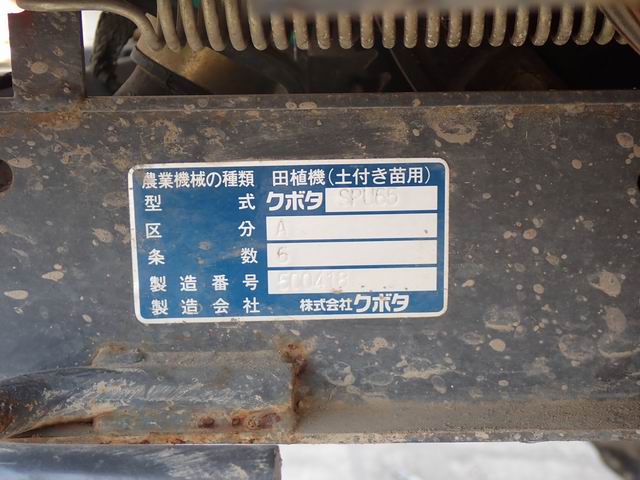 農業機械の種類 田植機(土付き苗用)
型式 クボタ SPU65
区分 A
条数 6
製造番号 500418
製造会社 株式会社クボタ